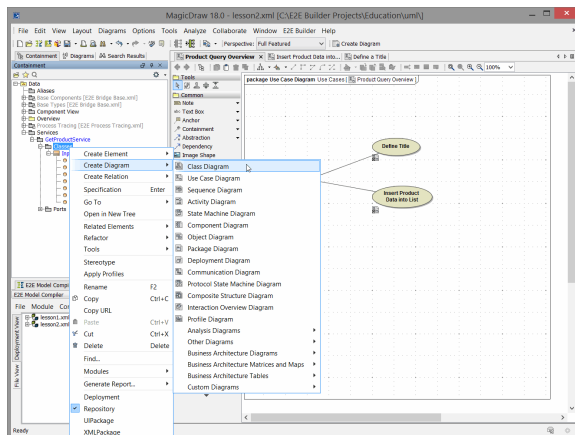 MagicDraw 18.0 - lesson2.xml [C:\E2E Builder Projects\Education\uml\]
File Edit View Layout Diagrams Options Tools Analyze Collaborate Window E2E Builder Help
Perspective: Full Featured
Create Diagram
Containment
Diagrams
Search Results
Product Query Overview
Insert Product Data into...
Define a Title
Containment
Data
Aliases
Base Components [E2E Bridge Base.xml]
Base Types [E2E Bridge Base.xml]
Component View
Overview
Process Tracing [E2E Process Tracing.xml]
Services
GetProductService
Classes
Ports
Tools
Common
Note
Text Box
Anchor
Containment
Abstraction
Dependency
Image Shape
100%
package Use Case Diagram Use Cases [ Product Query Overview ]
Define Title
Insert Product
Data into List
Create Element
Create Diagram
Create Relation
Specification Enter
Go To
Open in New Tree
Related Elements
Refactor
Tools
Stereotype
Apply Profiles
Rename F2
Copy Ctrl+C
Copy URL
Paste Ctrl+V
Cut Ctrl+X
Delete Delete
Find...
Modules
Generate Report...
Deployment
Repository
UIPackage
XMLPackage
Class Diagram
Use Case Diagram
Sequence Diagram
Activity Diagram
State Machine Diagram
Component Diagram
Object Diagram
Package Diagram
Deployment Diagram
Communication Diagram
Protocol State Machine Diagram
Composite Structure Diagram
Interaction Overview Diagram
Profile Diagram
Analysis Diagrams
Other Diagrams
Business Architecture Diagrams
Business Architecture Matrices and Maps
Business Architecture Tables
Custom Diagrams
E2E Model Compi
E2E Model Compiler
File Module Co
lesson1.xml
lesson2.xml
Deployment View
File View
Ready